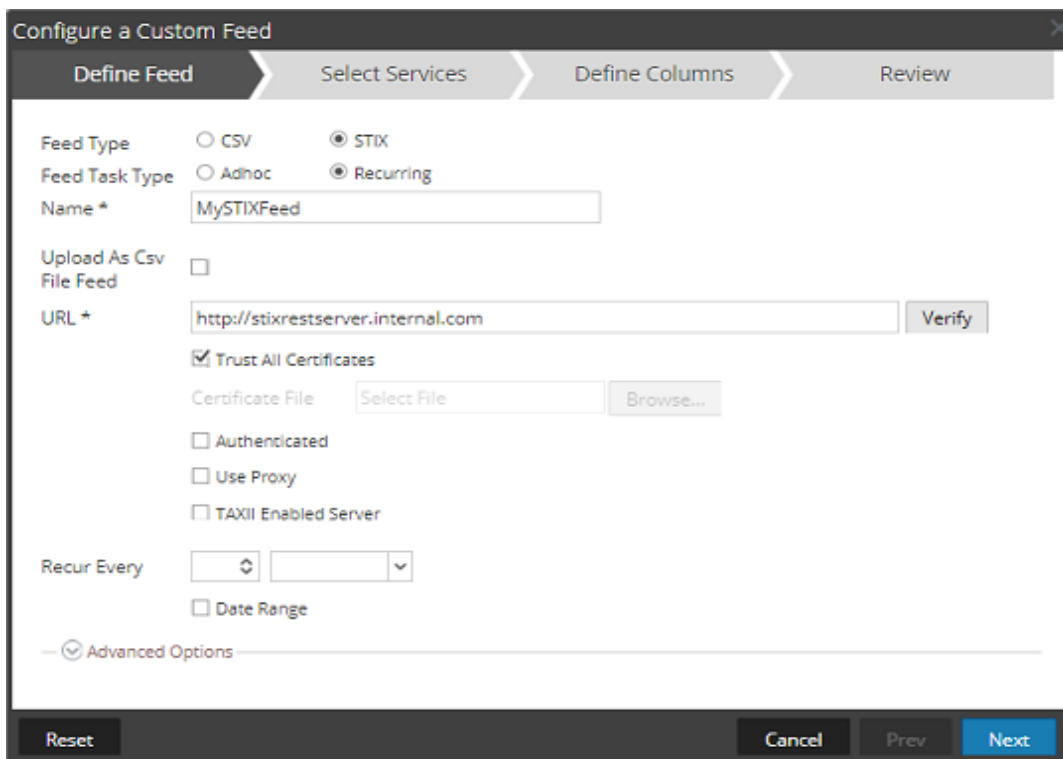 Configure a Custom Feed
Define Feed
Select Services
Define Columns
Review
Feed Type
CSV
STIX
Feed Task Type
Adhoc
Recurring
Name *
MySTIXFeed
Upload As Csv
File Feed
URL *
http://stixrestserver.internal.com
Verify
Trust All Certificates
Certificate File
Select File
Browse...
Authenticated
Use Proxy
TAXII Enabled Server
Recur Every
Date Range
Advanced Options
Reset
Cancel
Prev
Next